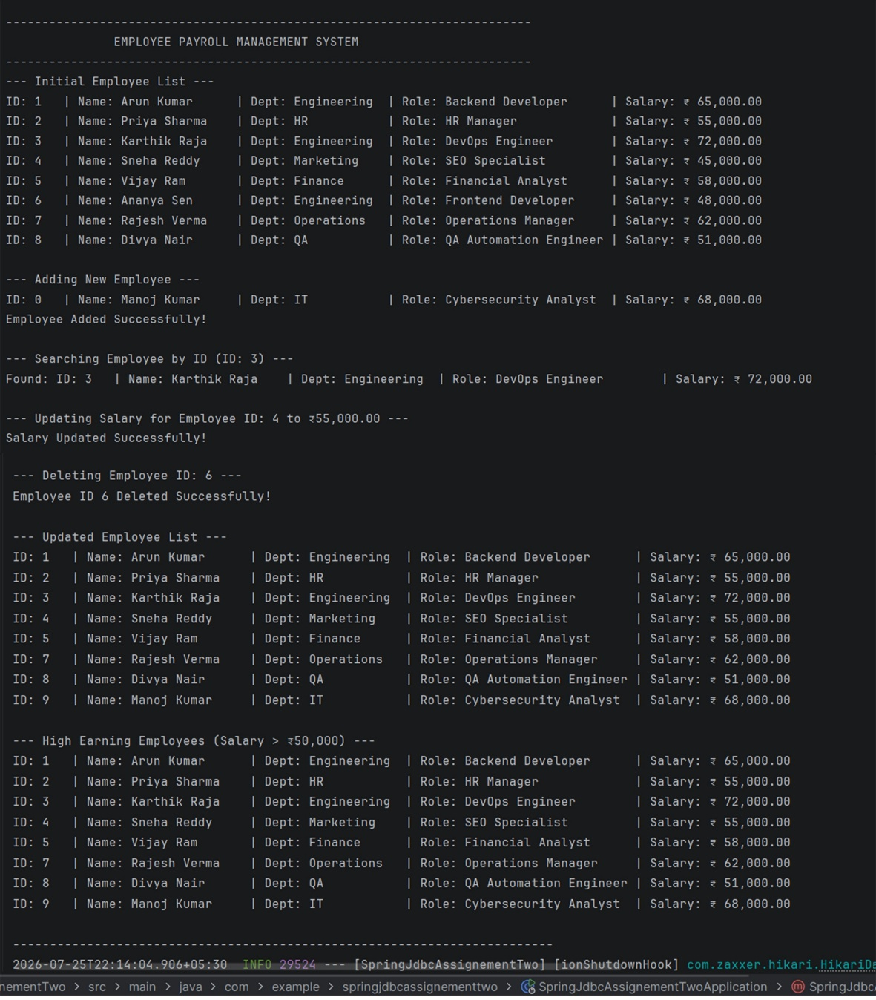 --------------------------------------------------------------------------
EMPLOYEE PAYROLL MANAGEMENT SYSTEM
--------------------------------------------------------------------------
--- Initial Employee List ---
ID: 1   | Name: Arun Kumar      | Dept: Engineering  | Role: Backend Developer      | Salary: ₹ 65,000.00
ID: 2   | Name: Priya Sharma    | Dept: HR           | Role: HR Manager             | Salary: ₹ 55,000.00
ID: 3   | Name: Karthik Raja    | Dept: Engineering  | Role: DevOps Engineer        | Salary: ₹ 72,000.00
ID: 4   | Name: Sneha Reddy     | Dept: Marketing    | Role: SEO Specialist         | Salary: ₹ 45,000.00
ID: 5   | Name: Vijay Ram       | Dept: Finance      | Role: Financial Analyst      | Salary: ₹ 58,000.00
ID: 6   | Name: Ananya Sen      | Dept: Engineering  | Role: Frontend Developer     | Salary: ₹ 48,000.00
ID: 7   | Name: Rajesh Verma    | Dept: Operations   | Role: Operations Manager     | Salary: ₹ 62,000.00
ID: 8   | Name: Divya Nair      | Dept: QA           | Role: QA Automation Engineer | Salary: ₹ 51,000.00

--- Adding New Employee ---
ID: 0   | Name: Manoj Kumar     | Dept: IT           | Role: Cybersecurity Analyst  | Salary: ₹ 68,000.00
Employee Added Successfully!

--- Searching Employee by ID (ID: 3) ---
Found: ID: 3   | Name: Karthik Raja    | Dept: Engineering  | Role: DevOps Engineer        | Salary: ₹ 72,000.00

--- Updating Salary for Employee ID: 4 to ₹55,000.00 ---
Salary Updated Successfully!

--- Deleting Employee ID: 6 ---
Employee ID 6 Deleted Successfully!

--- Updated Employee List ---
ID: 1   | Name: Arun Kumar      | Dept: Engineering  | Role: Backend Developer      | Salary: ₹ 65,000.00
ID: 2   | Name: Priya Sharma    | Dept: HR           | Role: HR Manager             | Salary: ₹ 55,000.00
ID: 3   | Name: Karthik Raja    | Dept: Engineering  | Role: DevOps Engineer        | Salary: ₹ 72,000.00
ID: 4   | Name: Sneha Reddy     | Dept: Marketing    | Role: SEO Specialist         | Salary: ₹ 55,000.00
ID: 5   | Name: Vijay Ram       | Dept: Finance      | Role: Financial Analyst      | Salary: ₹ 58,000.00
ID: 7   | Name: Rajesh Verma    | Dept: Operations   | Role: Operations Manager     | Salary: ₹ 62,000.00
ID: 8   | Name: Divya Nair      | Dept: QA           | Role: QA Automation Engineer | Salary: ₹ 51,000.00
ID: 9   | Name: Manoj Kumar     | Dept: IT           | Role: Cybersecurity Analyst  | Salary: ₹ 68,000.00

--- High Earning Employees (Salary > ₹50,000) ---
ID: 1   | Name: Arun Kumar      | Dept: Engineering  | Role: Backend Developer      | Salary: ₹ 65,000.00
ID: 2   | Name: Priya Sharma    | Dept: HR           | Role: HR Manager             | Salary: ₹ 55,000.00
ID: 3   | Name: Karthik Raja    | Dept: Engineering  | Role: DevOps Engineer        | Salary: ₹ 72,000.00
ID: 4   | Name: Sneha Reddy     | Dept: Marketing    | Role: SEO Specialist         | Salary: ₹ 55,000.00
ID: 5   | Name: Vijay Ram       | Dept: Finance      | Role: Financial Analyst      | Salary: ₹ 58,000.00
ID: 7   | Name: Rajesh Verma    | Dept: Operations   | Role: Operations Manager     | Salary: ₹ 62,000.00
ID: 8   | Name: Divya Nair      | Dept: QA           | Role: QA Automation Engineer | Salary: ₹ 51,000.00
ID: 9   | Name: Manoj Kumar     | Dept: IT           | Role: Cybersecurity Analyst  | Salary: ₹ 68,000.00

--------------------------------------------------------------------------
2026-07-25T22:14:04.906+05:30  INFO 29524 --- [SpringJdbcAssignementTwo] [ionShutdownHook] com.zaxxer.hikari.HikariDa
nementTwo > src > main > java > com > example > springjdbcassignementtwo > SpringJdbcAssignementTwoApplication > m SpringJdbcA